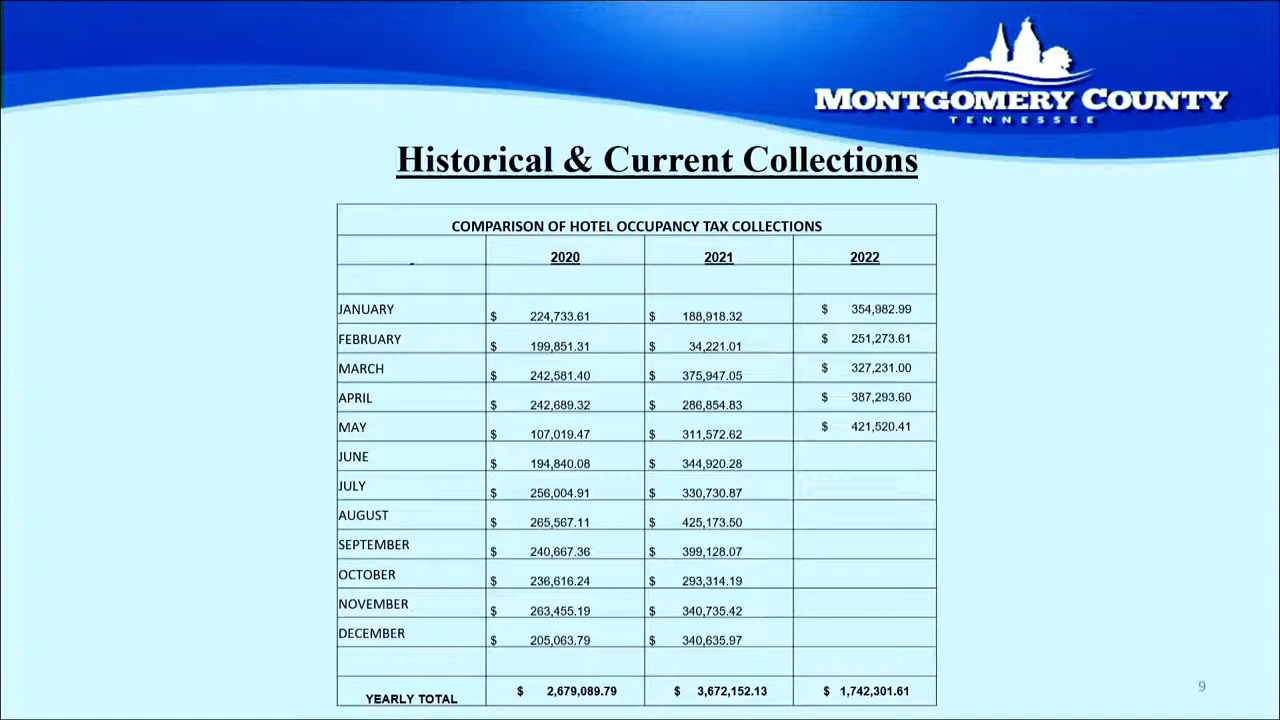 MONTGOMERY COUNTY
TENNESSEE
Historical & Current Collections
COMPARISON OF HOTEL OCCUPANCY TAX COLLECTIONS
- 2020 2021 2022
JANUARY $ 224,733.61 $ 188,918.32 $ 354,982.99
FEBRUARY $ 199,851.31 $ 34,221.01 $ 251,273.61
MARCH $ 242,581.40 $ 375,947.05 $ 327,231.00
APRIL $ 242,689.32 $ 286,854.83 $ 387,293.60
MAY $ 107,019.47 $ 311,572.62 $ 421,520.41
JUNE $ 194,840.08 $ 344,920.28
JULY $ 256,004.91 $ 330,730.87
AUGUST $ 265,567.11 $ 425,173.50
SEPTEMBER $ 240,667.36 $ 399,128.07
OCTOBER $ 236,616.24 $ 293,314.19
NOVEMBER $ 263,455.19 $ 340,735.42
DECEMBER $ 205,063.79 $ 340,635.97
YEARLY TOTAL $ 2,679,089.79 $ 3,672,152.13 $ 1,742,301.61
9